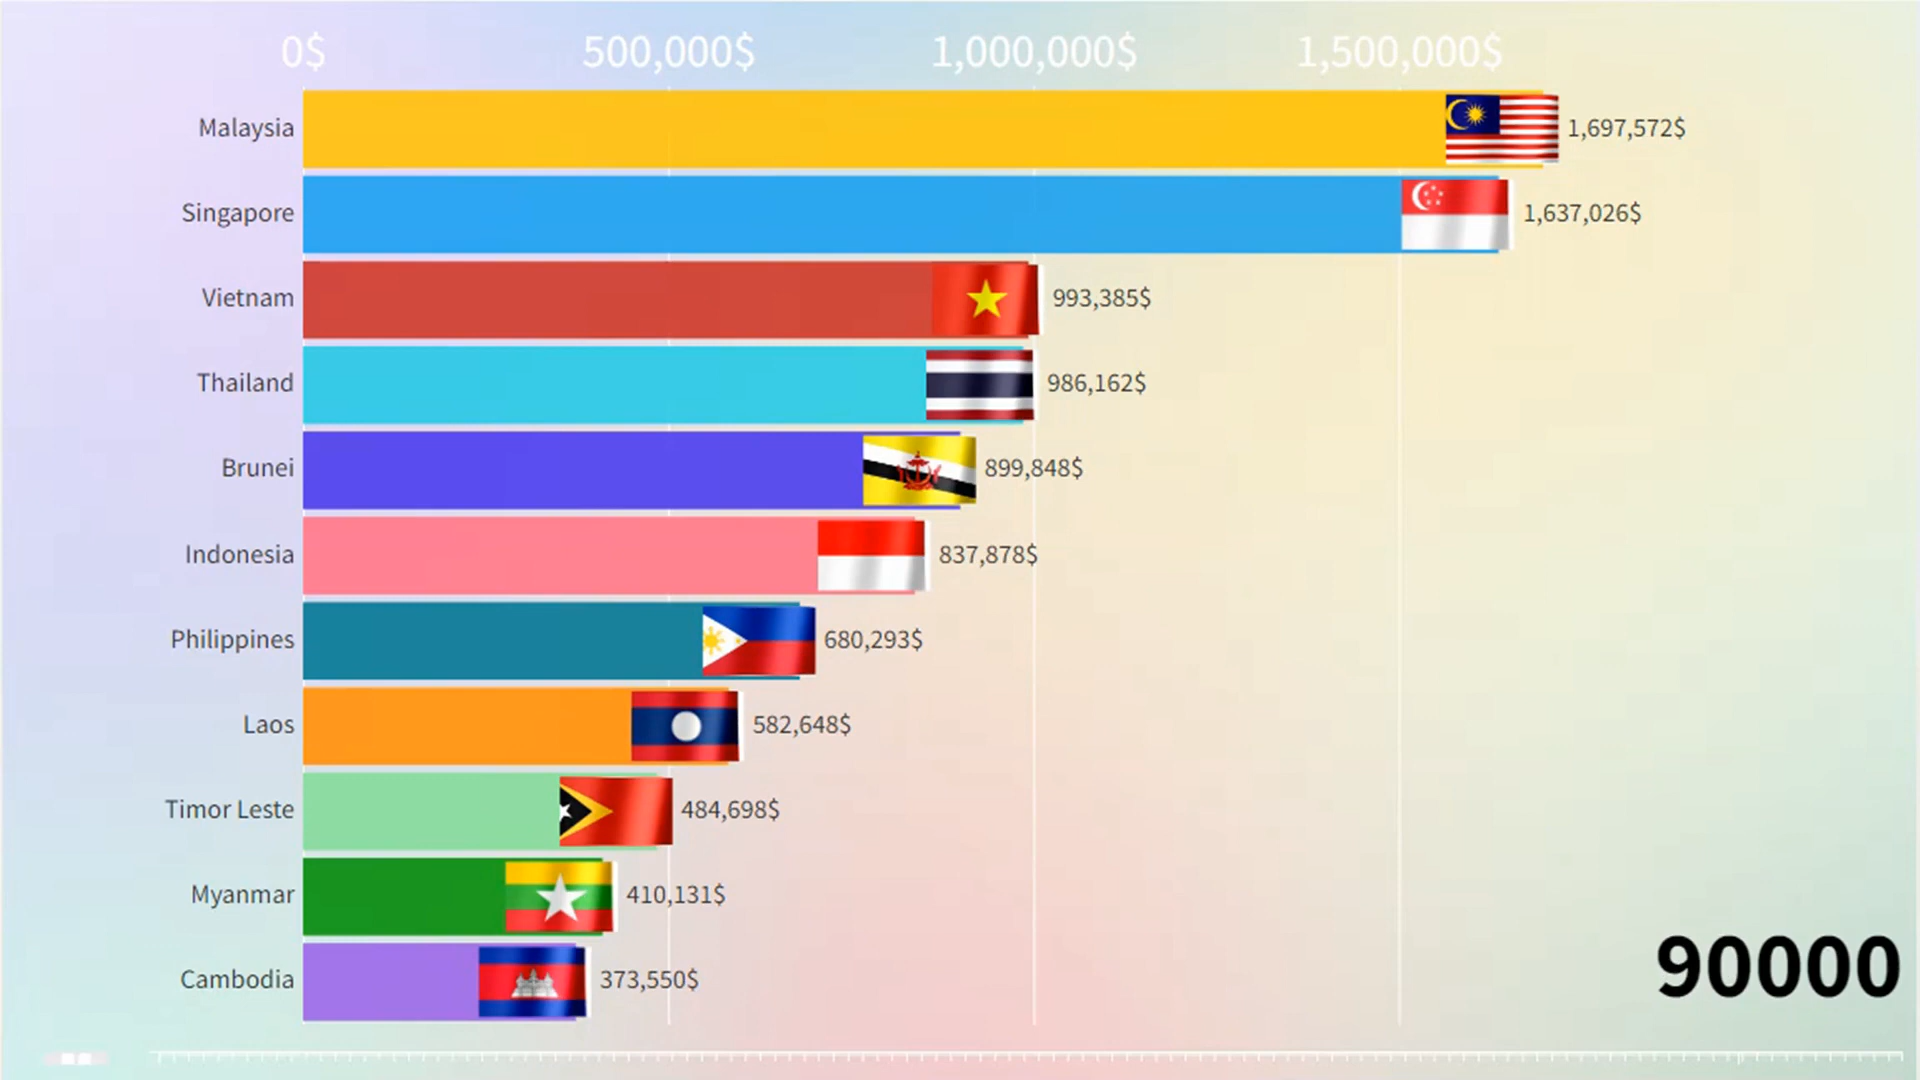 0$ 500,000$ 1,000,000$ 1,500,000$
Malaysia 1,697,572$
Singapore 1,637,026$
Vietnam 993,385$
Thailand 986,162$
Brunei 899,848$
Indonesia 837,878$
Philippines 680,293$
Laos 582,648$
Timor Leste 484,698$
Myanmar 410,131$
Cambodia 373,550$
90000